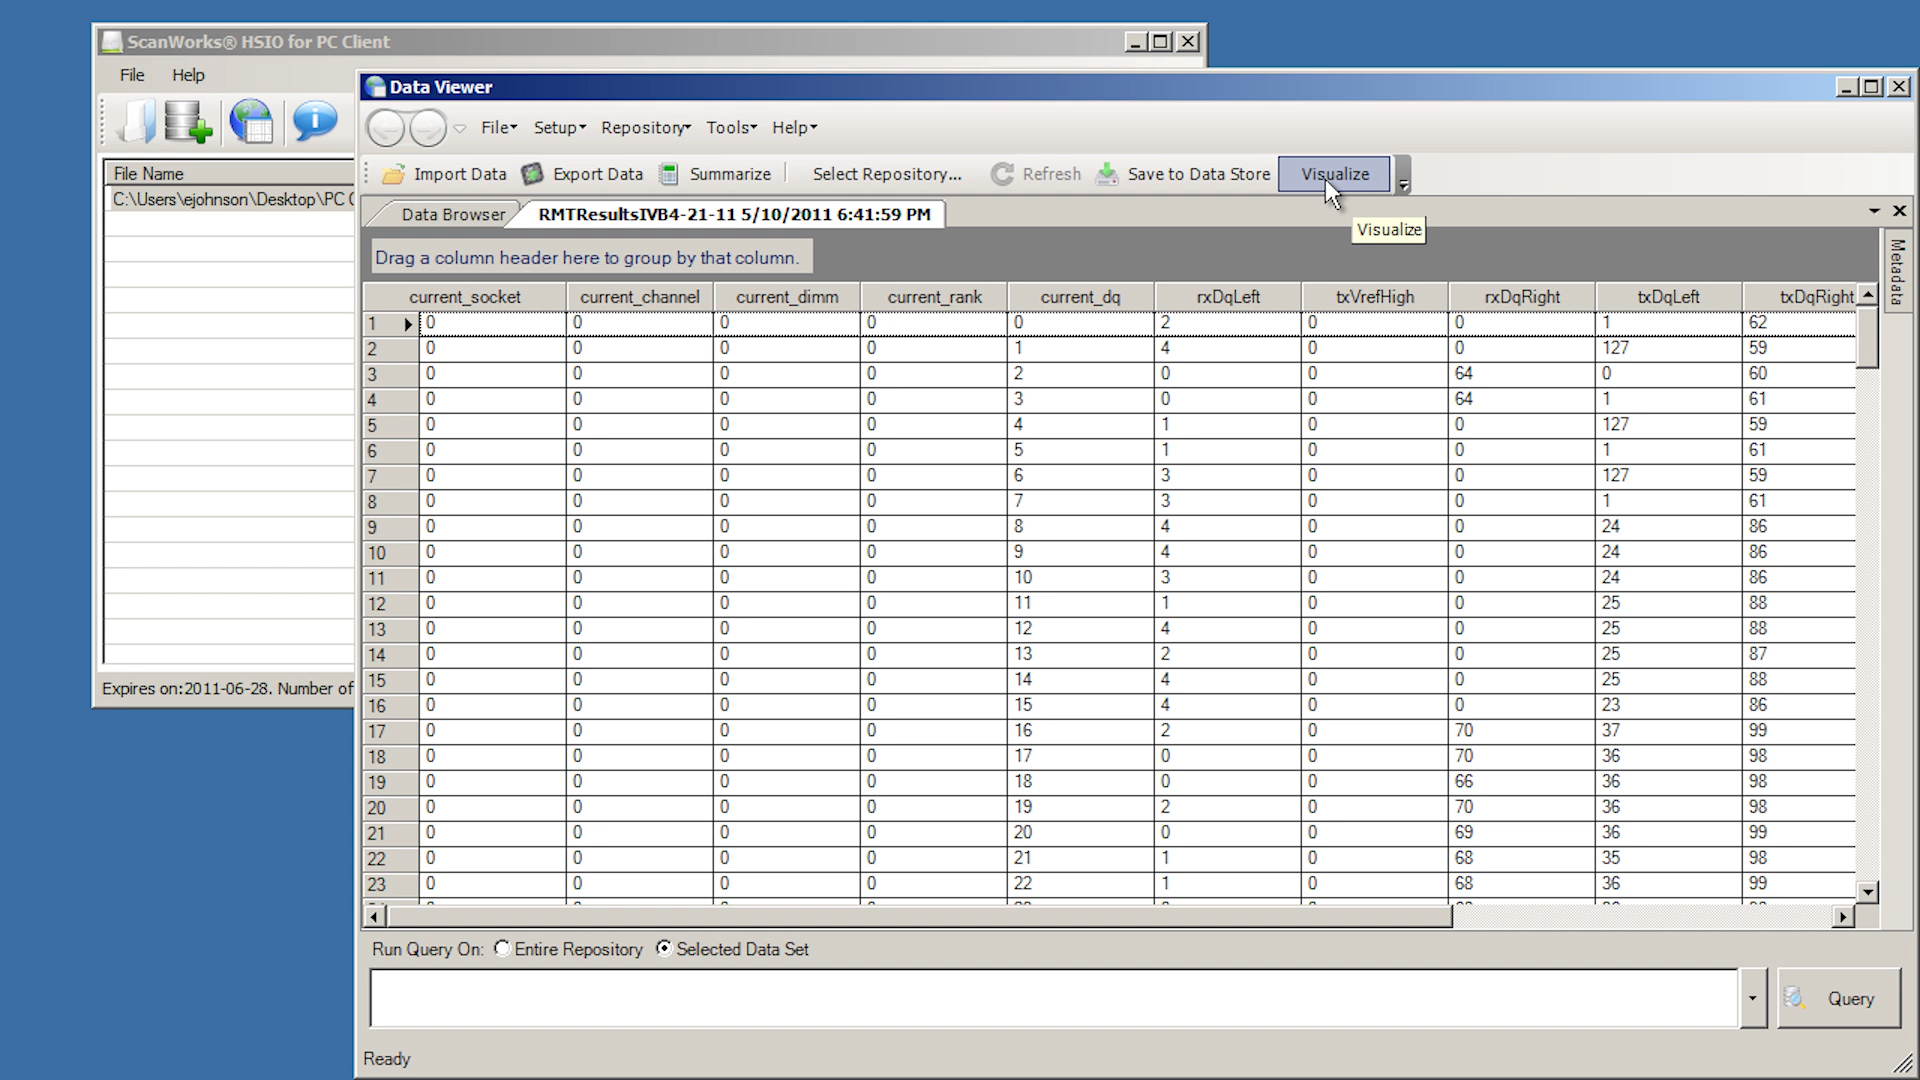 ScanWorks® HSIO for PC Client
File Help
File Name
C:\Users\ejohnson\Desktop\PC
Expires on:2011-06-28. Number of
Data Viewer
File Setup Repository Tools Help
Import Data Export Data Summarize Select Repository... Refresh Save to Data Store Visualize
Data Browser RMTResultsIVB4-21-11 5/10/2011 6:41:59 PM
Visualize
Drag a column header here to group by that column.
Metadata
current_socket current_channel current_dimm current_rank current_dq rxDqLeft txVrefHigh rxDqRight txDqLeft txDqRight
1 0 0 0 0 0 2 0 0 1 62
2 0 0 0 0 1 4 0 0 127 59
3 0 0 0 0 2 0 0 64 0 60
4 0 0 0 0 3 0 0 64 1 61
5 0 0 0 0 4 1 0 0 127 59
6 0 0 0 0 5 1 0 0 1 61
7 0 0 0 0 6 3 0 0 127 59
8 0 0 0 0 7 3 0 0 1 61
9 0 0 0 0 8 4 0 0 24 86
10 0 0 0 0 9 4 0 0 24 86
11 0 0 0 0 10 3 0 0 24 86
12 0 0 0 0 11 1 0 0 25 88
13 0 0 0 0 12 4 0 0 25 88
14 0 0 0 0 13 2 0 0 25 87
15 0 0 0 0 14 4 0 0 25 88
16 0 0 0 0 15 4 0 0 23 86
17 0 0 0 0 16 2 0 70 37 99
18 0 0 0 0 17 0 0 70 36 98
19 0 0 0 0 18 0 0 66 36 98
20 0 0 0 0 19 2 0 70 36 98
21 0 0 0 0 20 0 0 69 36 99
22 0 0 0 0 21 1 0 68 35 98
23 0 0 0 0 22 1 0 68 36 99
Run Query On: Entire Repository Selected Data Set
Query
Ready